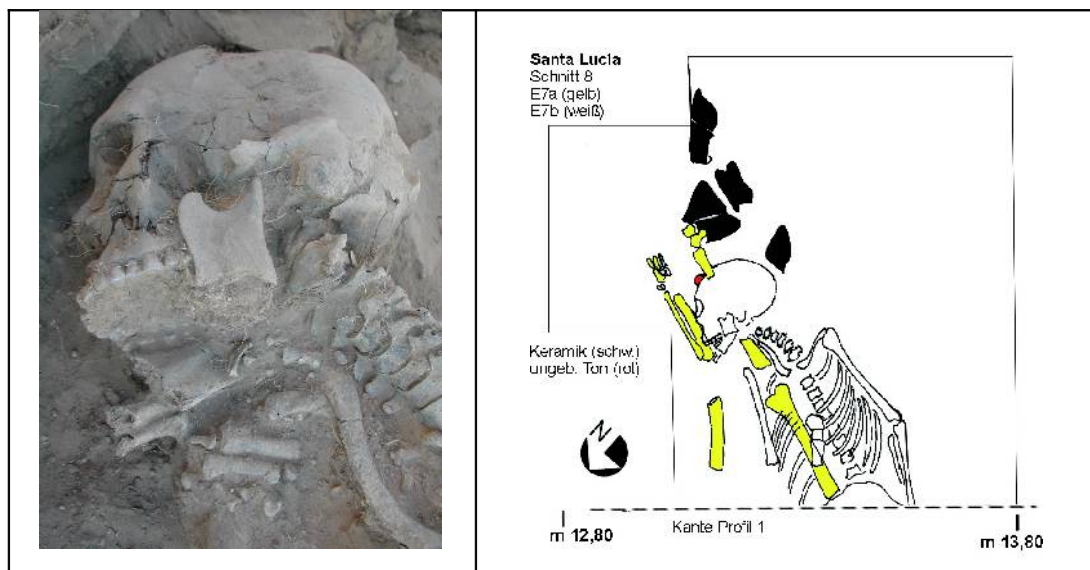 Santa Lucia
Schnitt 8
E7a (gelb)
E7b (weiß)
Keramik (schw.)
ungeb. Ton (rot)
N
Kante Profil 1
m 12,80
m 13,80